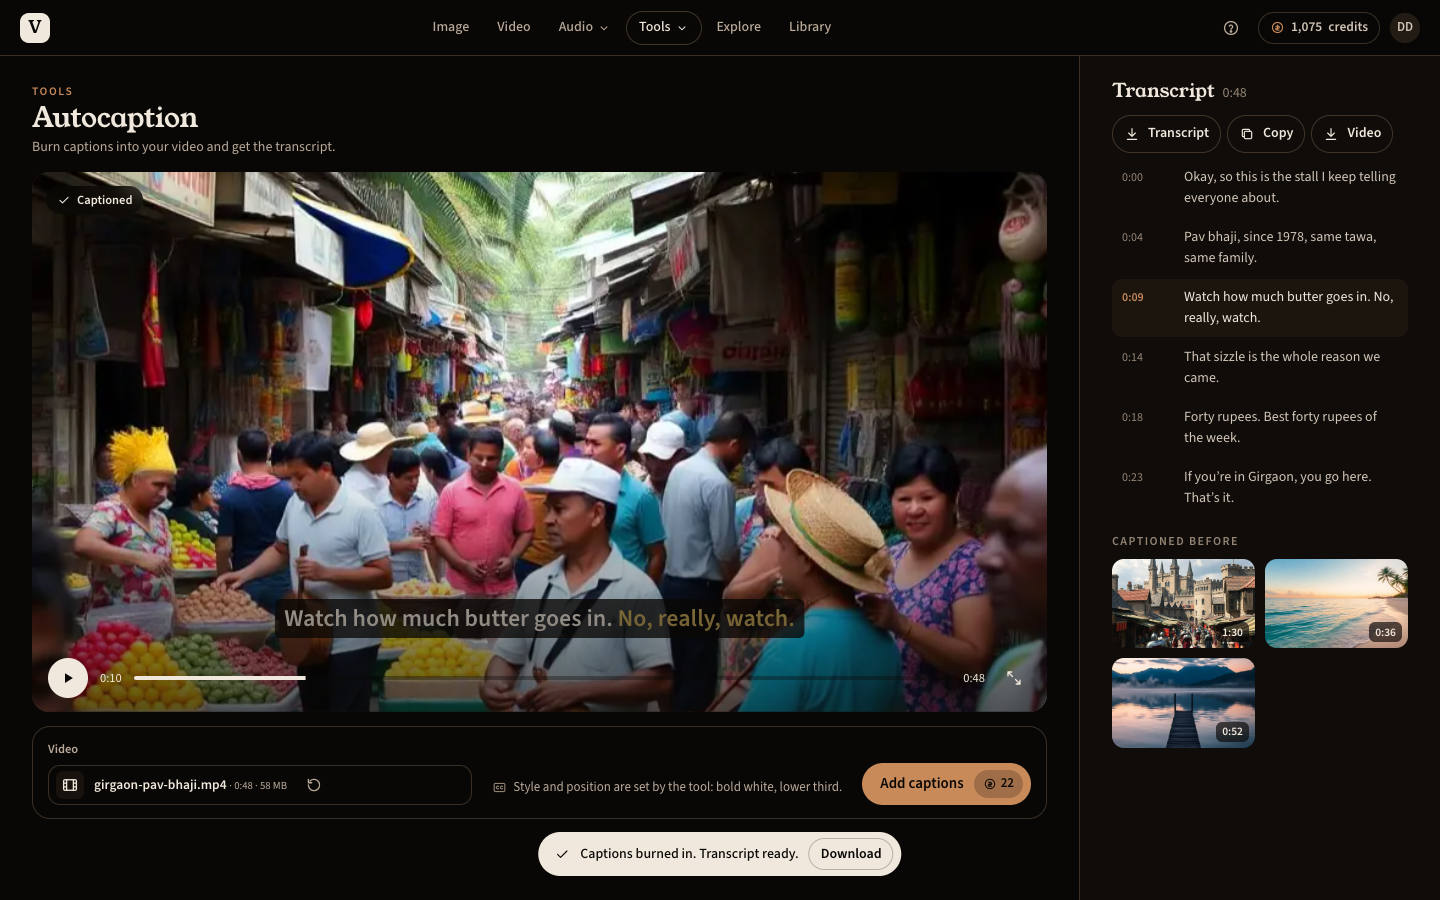 V
Image
Video
Audio
Tools
Explore
Library
1,075 credits
DD
TOOLS
Autocaption
Burn captions into your video and get the transcript.
Captioned
Watch how much butter goes in. No, really, watch.
0:10
0:48
Video
girgaon-pav-bhaji.mp4 · 0:48 · 58 MB
Style and position are set by the tool: bold white, lower third.
Add captions
22
Captions burned in. Transcript ready.
Download
Transcript 0:48
Transcript
Copy
Video
0:00
Okay, so this is the stall I keep telling
everyone about.
0:04
Pav bhaji, since 1978, same tawa,
same family.
0:09
Watch how much butter goes in. No,
really, watch.
0:14
That sizzle is the whole reason we
came.
0:18
Forty rupees. Best forty rupees of
the week.
0:23
If you’re in Girgaon, you go here.
That’s it.
CAPTIONED BEFORE
1:30
0:36
0:52